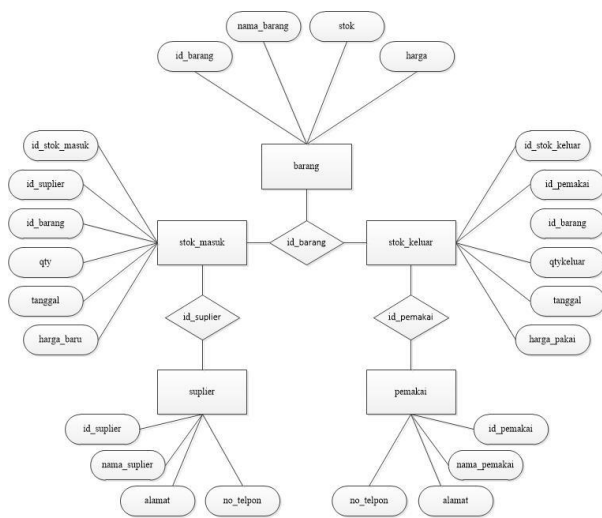 nama_barang
stok
id_barang
harga
id_stok_masuk
id_stok_keluar
barang
id_suplier
id_pemakai
id_barang
id_barang
stok_masuk
id_barang
stok_keluar
qty
qtykeluar
tanggal
tanggal
id_suplier
id_pemakai
harga_baru
harga_pakai
suplier
pemakai
id_suplier
id_pemakai
nama_suplier
nama_pemakai
alamat
no_telpon
no_telpon
alamat